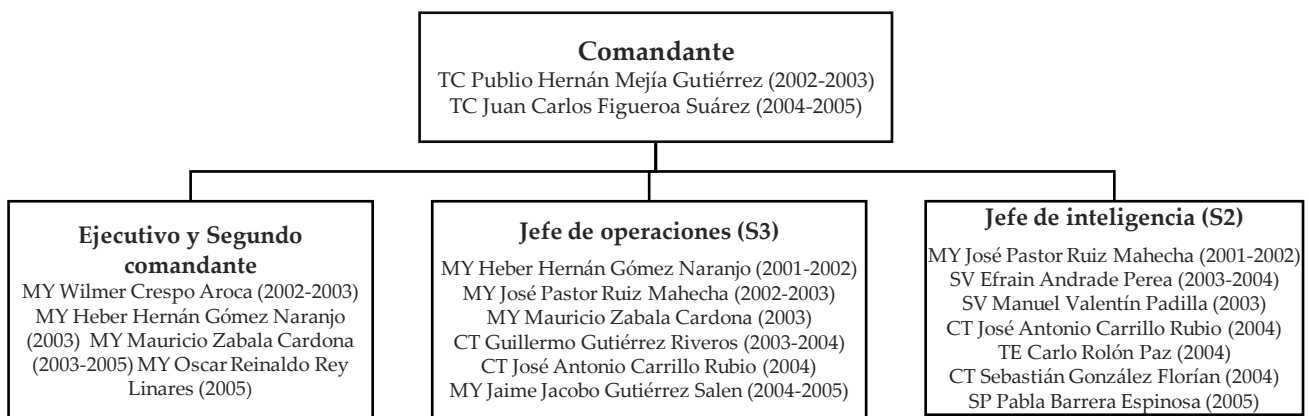 Comandante
TC Publio Hernán Mejía Gutiérrez (2002-2003)
TC Juan Carlos Figueroa Suárez (2004-2005)
Ejecutivo y Segundo
comandante
MY Wilmer Crespo Aroca (2002-2003)
MY Heber Hernán Gómez Naranjo
(2003) MY Mauricio Zabala Cardona
(2003-2005) MY Oscar Reinaldo Rey
Linares (2005)
Jefe de operaciones (S3)
MY Heber Hernán Gómez Naranjo (2001-2002)
MY José Pastor Ruiz Mahecha (2002-2003)
MY Mauricio Zabala Cardona (2003)
CT Guillermo Gutiérrez Riveros (2003-2004)
CT José Antonio Carrillo Rubio (2004)
MY Jaime Jacobo Gutiérrez Salen (2004-2005)
Jefe de inteligencia (S2)
MY José Pastor Ruiz Mahecha (2001-2002)
SV Efrain Andrade Perea (2003-2004)
SV Manuel Valentín Padilla (2003)
CT José Antonio Carrillo Rubio (2004)
TE Carlo Rolón Paz (2004)
CT Sebastián González Florían (2004)
SP Pabla Barrera Espinosa (2005)